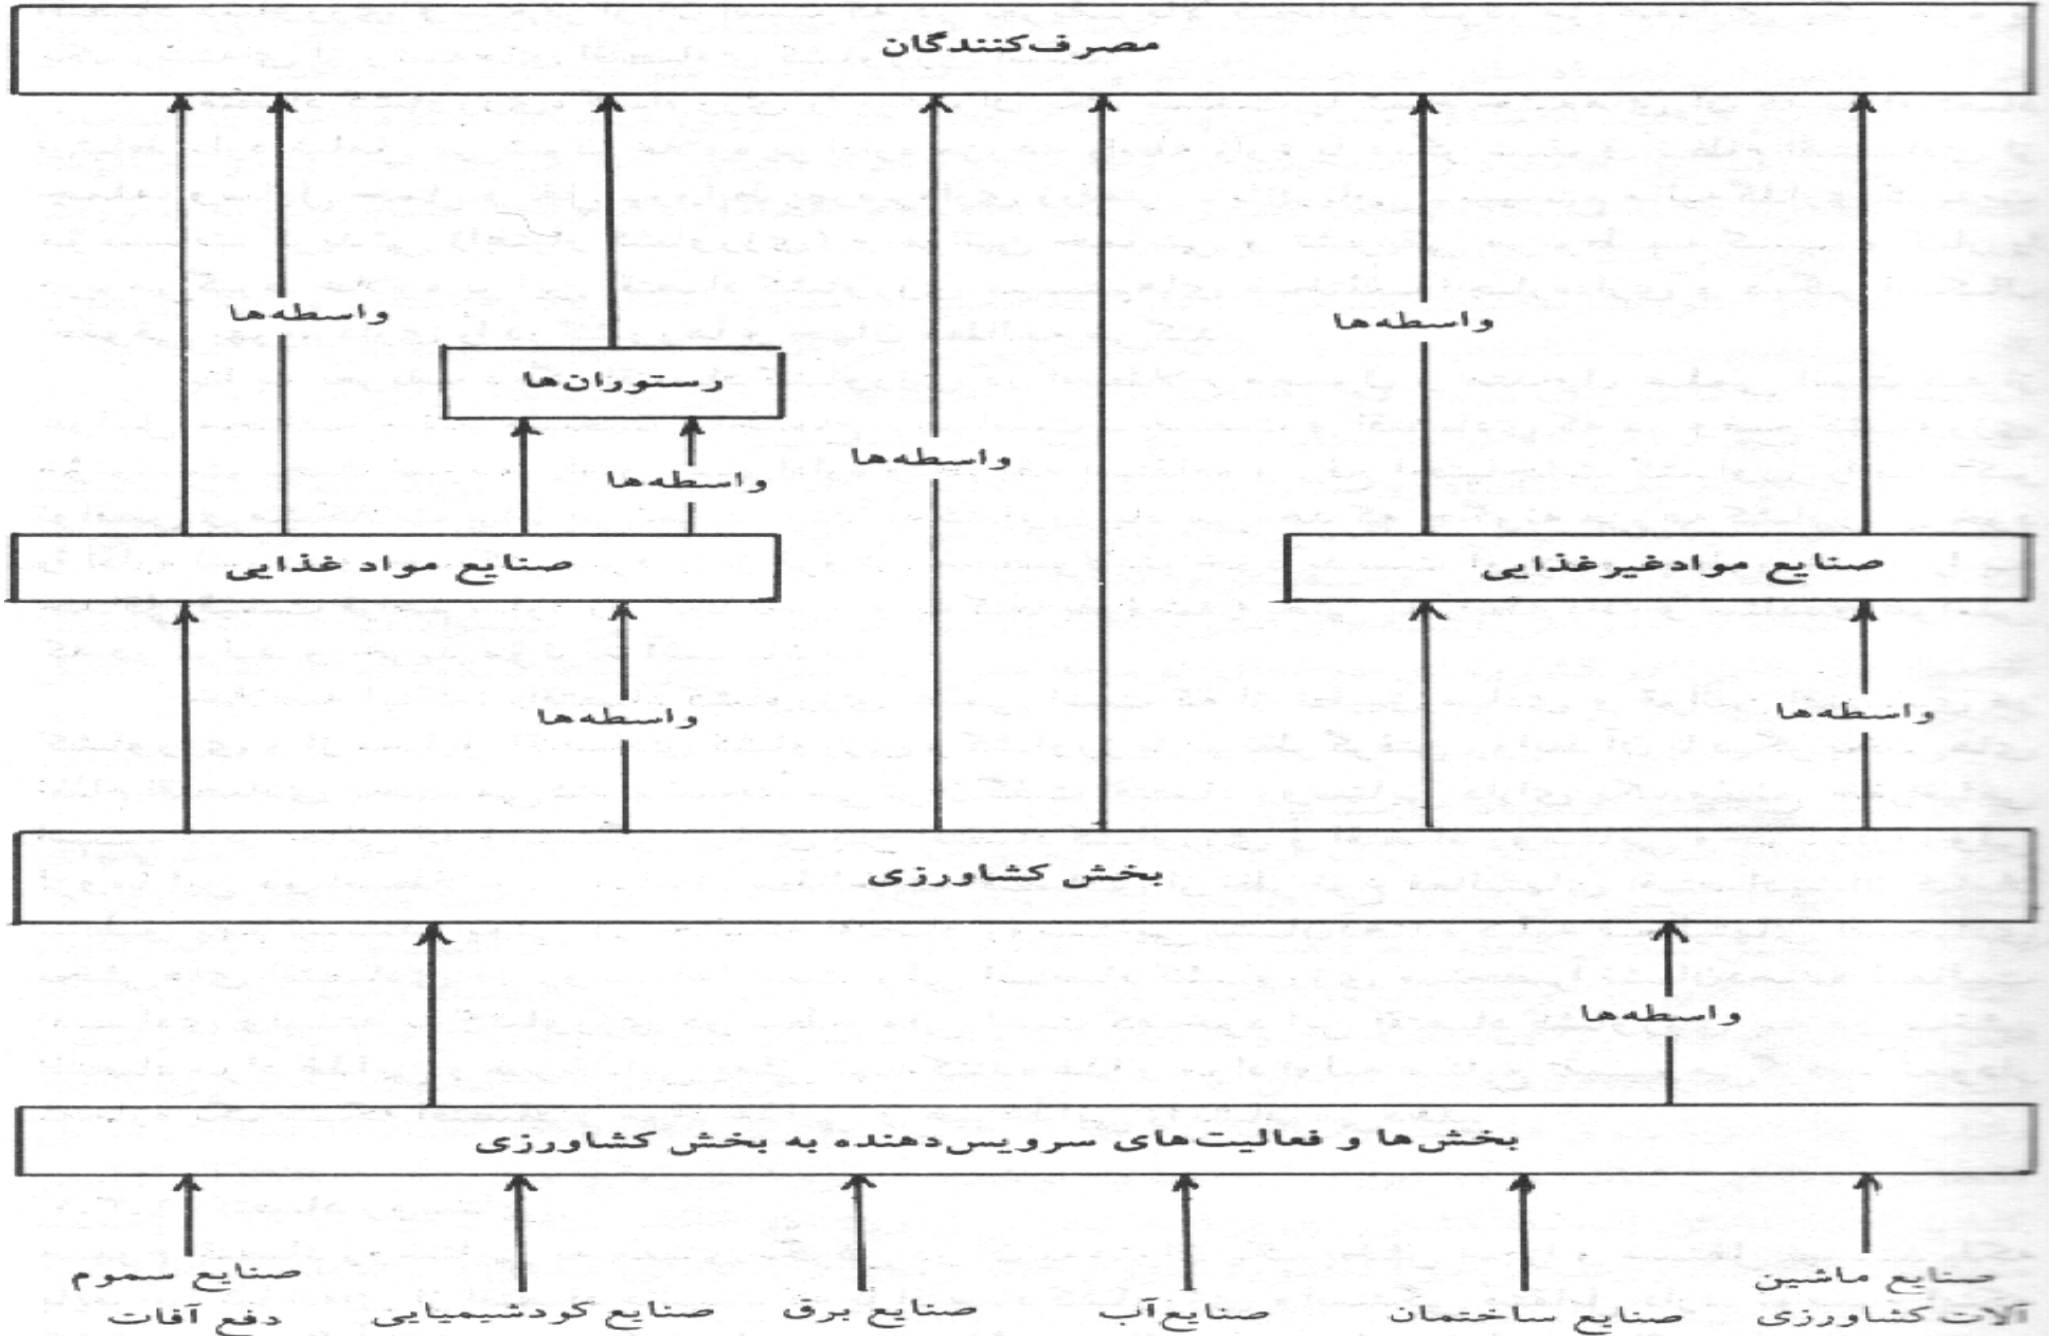 مصرف‌کنندگان
واسطه‌ها
واسطه‌ها
رستوران‌ها
واسطه‌ها
واسطه‌ها
صنایع مواد غیرغذایی
صنایع مواد غذایی
واسطه‌ها
واسطه‌ها
بخش کشاورزی
واسطه‌ها
بخش‌ها و فعالیت‌های سرویس‌دهنده به بخش کشاورزی
صنایع ماشین
آلات کشاورزی
صنایع ساختمان
صنایع آب
صنایع برق
صنایع کودشیمیایی
صنایع سموم
دفع آفات